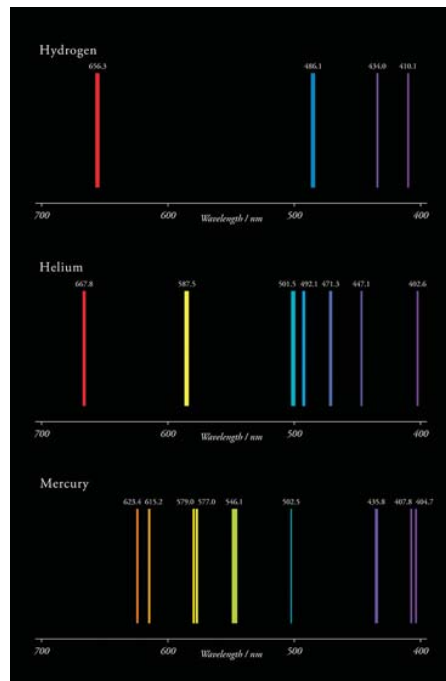 Hydrogen
656.3 486.1 434.0 410.1
700 600 500 400
Wavelength / nm
Helium
667.8 587.5 501.5 492.1 471.3 447.1 402.6
700 600 500 400
Wavelength / nm
Mercury
623.4 615.2 579.0 577.0 546.1 502.5 435.8 407.8 404.7
700 600 500 400
Wavelength / nm